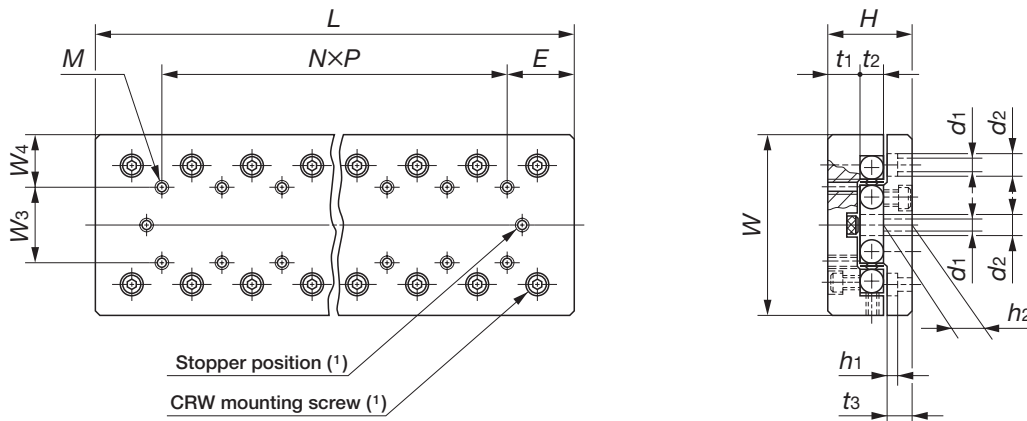 L
M
N×P
E
W4
W3
Stopper position (1)
CRW mounting screw (1)
H
t1
t2
d1
d2
W
d1
d2
h2
h1
t3